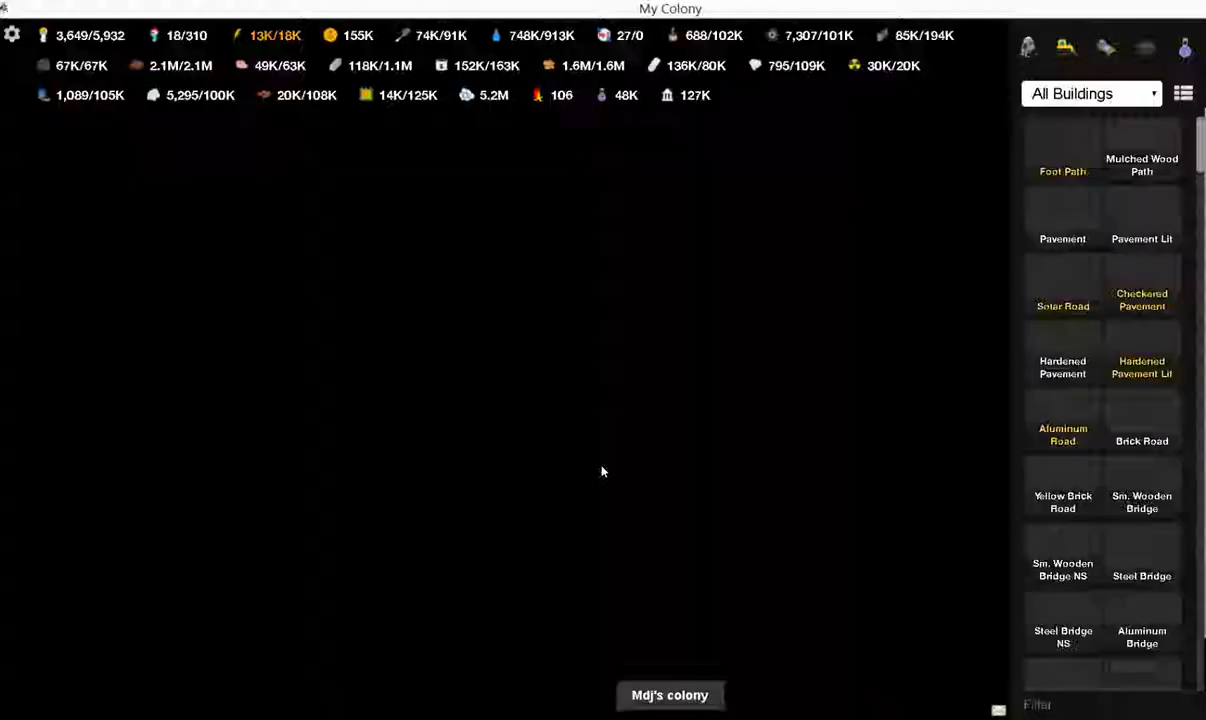 My Colony
3,649/5,932 18/310 13K/18K 155K 74K/91K 748K/913K 27/0 688/102K 7,307/101K 85K/194K
67K/67K 2.1M/2.1M 49K/63K 118K/1.1M 152K/163K 1.6M/1.6M 136K/80K 795/109K 30K/20K
1,089/105K 5,295/100K 20K/108K 14K/125K 5.2M 106 48K 127K
All Buildings
Foot Path
Mulched Wood
Path
Pavement
Pavement Lit
Solar Road
Checkered
Pavement
Hardened
Pavement
Hardened
Pavement Lit
Aluminum
Road
Brick Road
Yellow Brick
Road
Sm. Wooden
Bridge
Sm. Wooden
Bridge NS
Steel Bridge
Steel Bridge
NS
Aluminum
Bridge
Filter
Mdj's colony